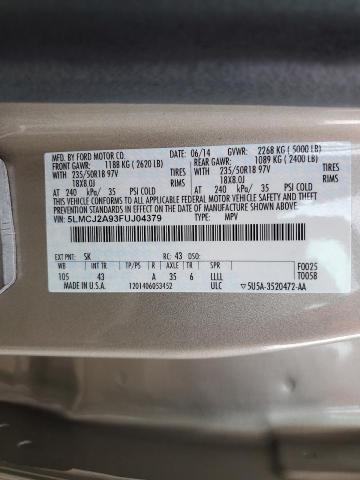 MFD. BY FORD MOTOR CO.
DATE: 06/14 GVWR: 2268 KG ( 5000 LB)
FRONT GAWR: 1188 KG ( 2620 LB) REAR GAWR: 1089 KG ( 2400 LB)
WITH TIRES WITH TIRES
235/50R18 97V 235/50R18 97V
18X8.0J RIMS 18X8.0J RIMS
AT 240 kPa/ 35 PSI COLD AT 240 kPa/ 35 PSI COLD
THIS VEHICLE CONFORMS TO ALL APPLICABLE FEDERAL MOTOR
VEHICLE SAFETY AND THEFT PREVENTION STANDARDS IN EFFECT
ON THE DATE OF MANUFACTURE SHOWN ABOVE.
VIN: 5LMCJ2A93FUJ04379 TYPE: MPV
EXT PNT: SK RC: 43 DSO: F0025
WB INT TR TP/PS R AXLE TR SPR T0058
105 43 A 35 6 LLLL
1201406053452 ULC 5U5A-3520472-AA